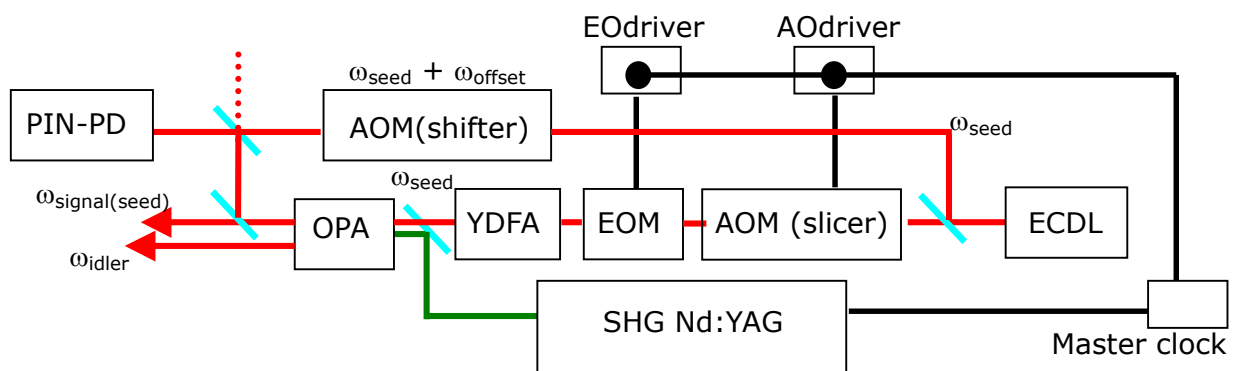 EOdriver
AOdriver
ωseed + ωoffset
PIN-PD
AOM(shifter)
ωseed
ωseed
ωsignal(seed)
OPA
YDFA
EOM
AOM (slicer)
ECDL
ωidler
SHG Nd:YAG
Master clock